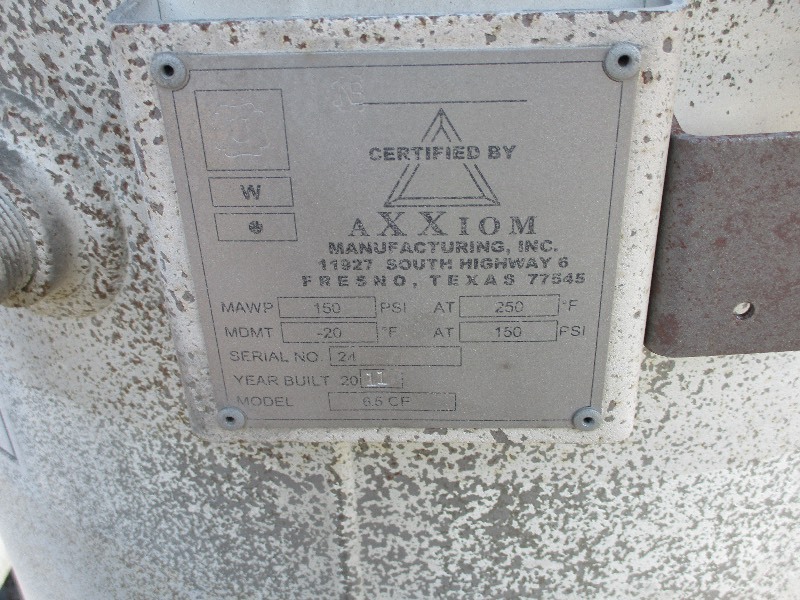 W
CERTIFIED BY
AXXIOM
MANUFACTURING, INC.
11927 SOUTH HIGHWAY 6
FRESNO, TEXAS 77545
MAWP 150 PSI AT 250 °F
MDMT -20 °F AT 150 PSI
SERIAL NO. 24
YEAR BUILT 2011
MODEL 6.5 CF